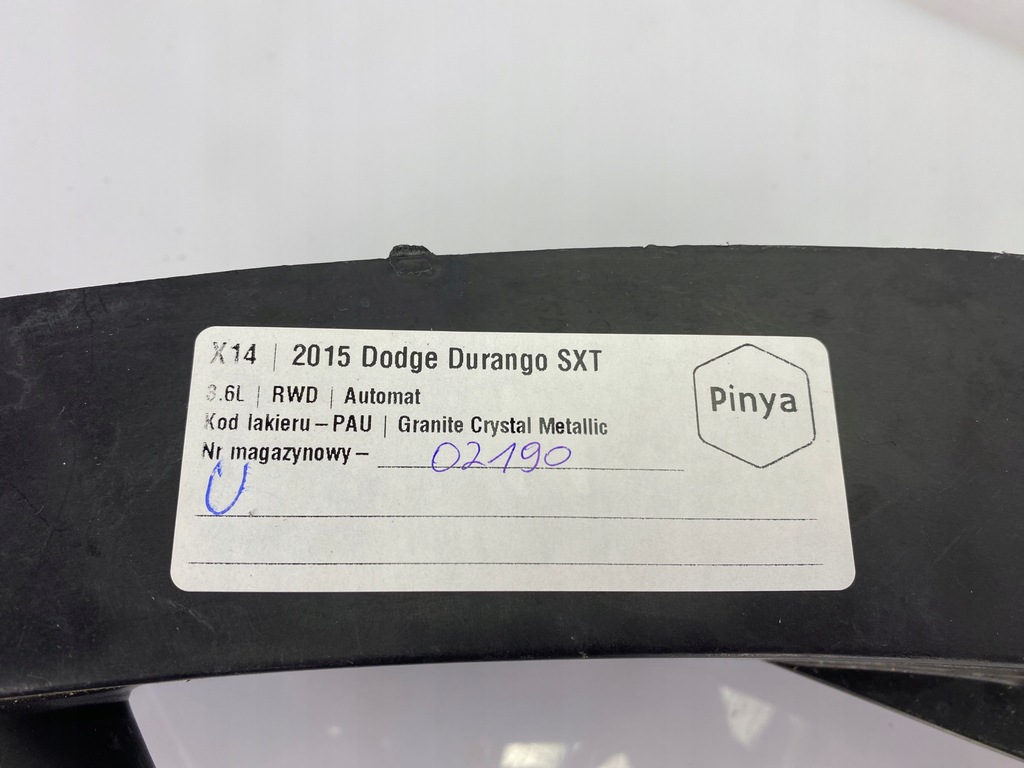 X14 | 2015 Dodge Durango SXT
Pinya
3.6L | RWD | Automat
Kod lakieru – PAU | Granite Crystal Metallic
Nr magazynowy – 02190
U